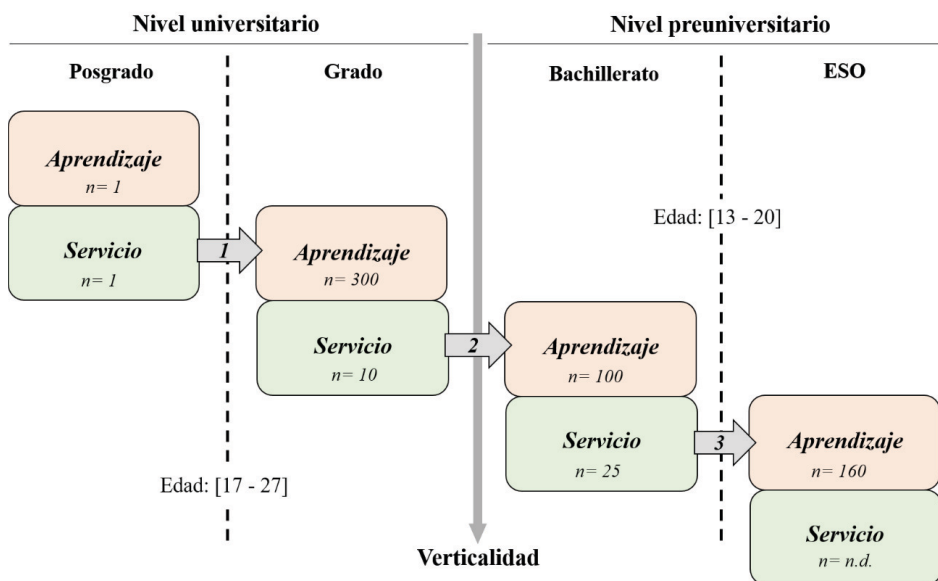 Nivel universitario
Nivel preuniversitario
Posgrado
Grado
Bachillerato
ESO
Aprendizaje
n= 1
Servicio
n= 1
1
Aprendizaje
n= 300
Servicio
n= 10
2
Edad: [13 - 20]
Aprendizaje
n= 100
Servicio
n= 25
3
Aprendizaje
n= 160
Servicio
n= n.d.
Edad: [17 - 27]
Verticalidad